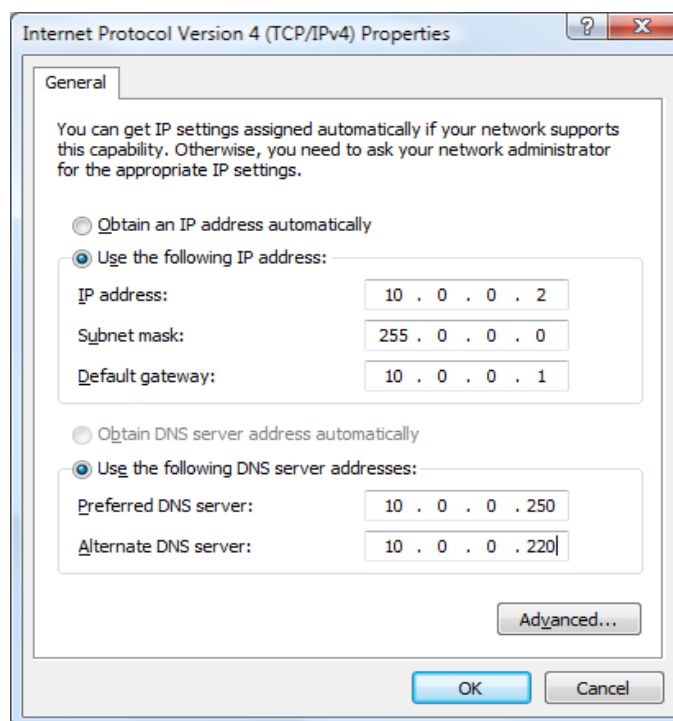 Internet Protocol Version 4 (TCP/IPv4) Properties
?
X
General
You can get IP settings assigned automatically if your network supports
this capability. Otherwise, you need to ask your network administrator
for the appropriate IP settings.
Obtain an IP address automatically
Use the following IP address:
IP address: 10 . 0 . 0 . 2
Subnet mask: 255 . 0 . 0 . 0
Default gateway: 10 . 0 . 0 . 1
Obtain DNS server address automatically
Use the following DNS server addresses:
Preferred DNS server: 10 . 0 . 0 . 250
Alternate DNS server: 10 . 0 . 0 . 220
Advanced...
OK Cancel